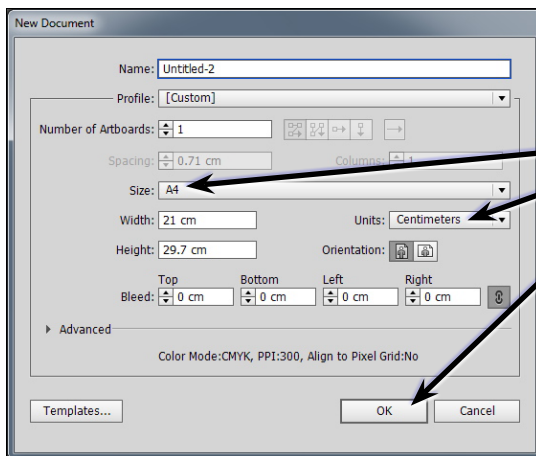 New Document
Name: Untitled-2
Profile: [Custom]
Number of Artboards: 1
Spacing: 0.71 cm Columns: 1
Size: A4
Width: 21 cm Units: Centimeters
Height: 29.7 cm Orientation:
Top Bottom Left Right
Bleed: 0 cm 0 cm 0 cm 0 cm
Advanced
Color Mode:CMYK, PPI:300, Align to Pixel Grid:No
Templates... OK Cancel